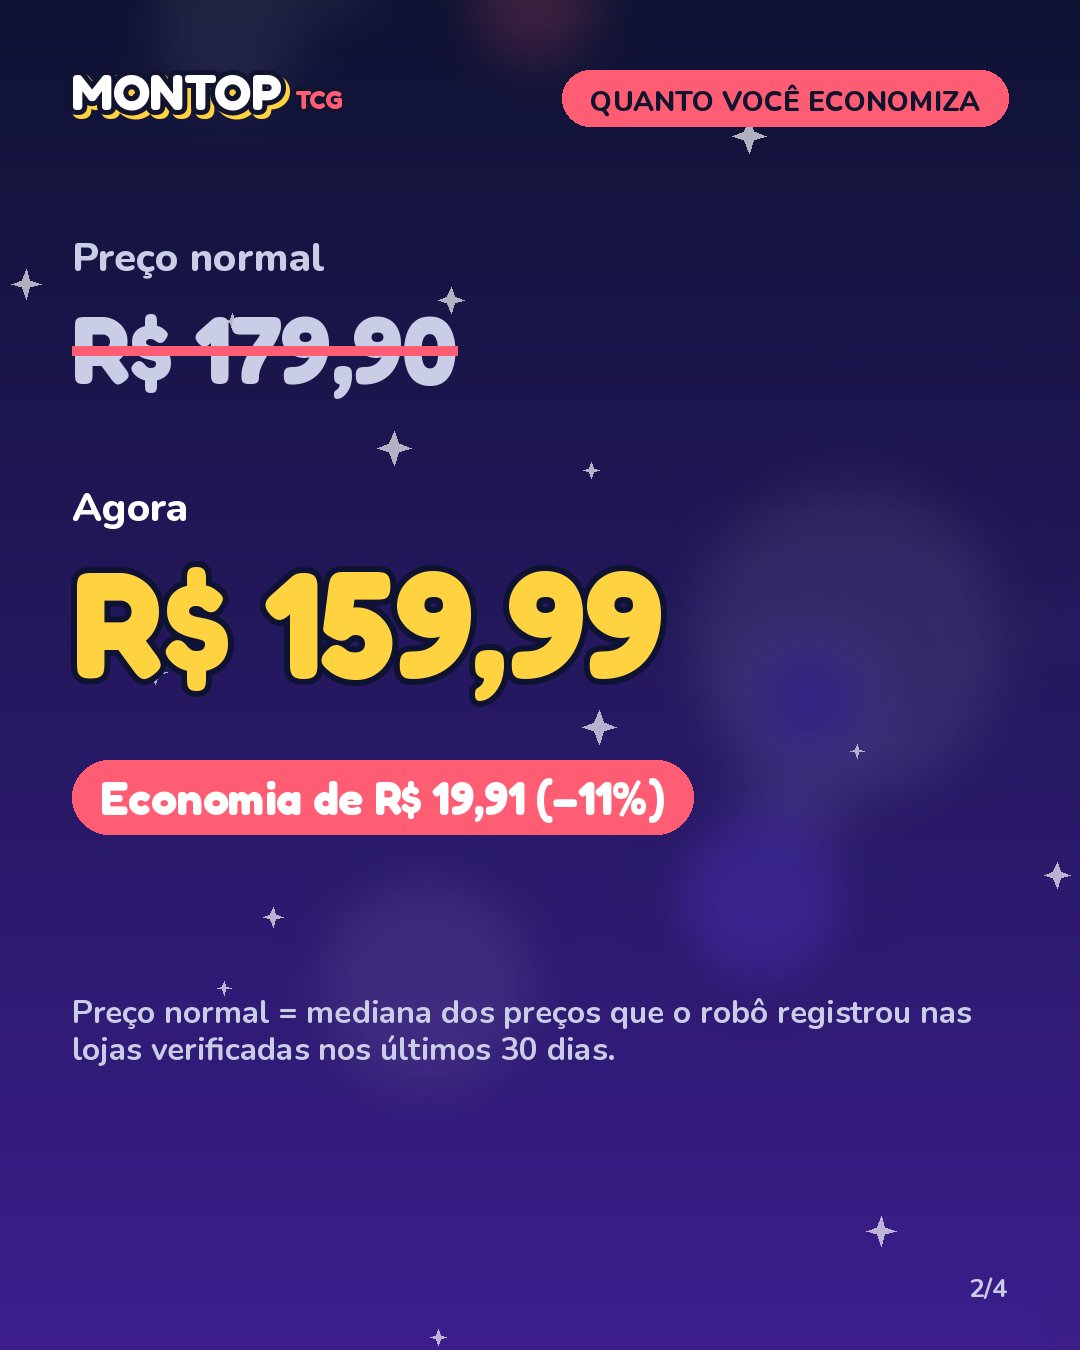 MONTOP TCG
QUANTO VOCÊ ECONOMIZA
Preço normal
R$ 179,90
Agora
R$ 159,99
Economia de R$ 19,91 (−11%)
Preço normal = mediana dos preços que o robô registrou nas
lojas verificadas nos últimos 30 dias.
2/4